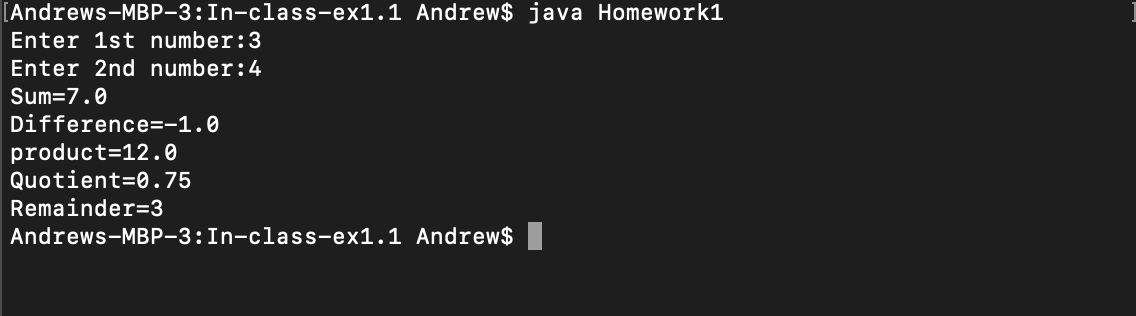 [Andrews-MBP-3:In-class-ex1.1 Andrew$ java Homework1 ]
Enter 1st number:3
Enter 2nd number:4
Sum=7.0
Difference=-1.0
product=12.0
Quotient=0.75
Remainder=3
Andrews-MBP-3:In-class-ex1.1 Andrew$